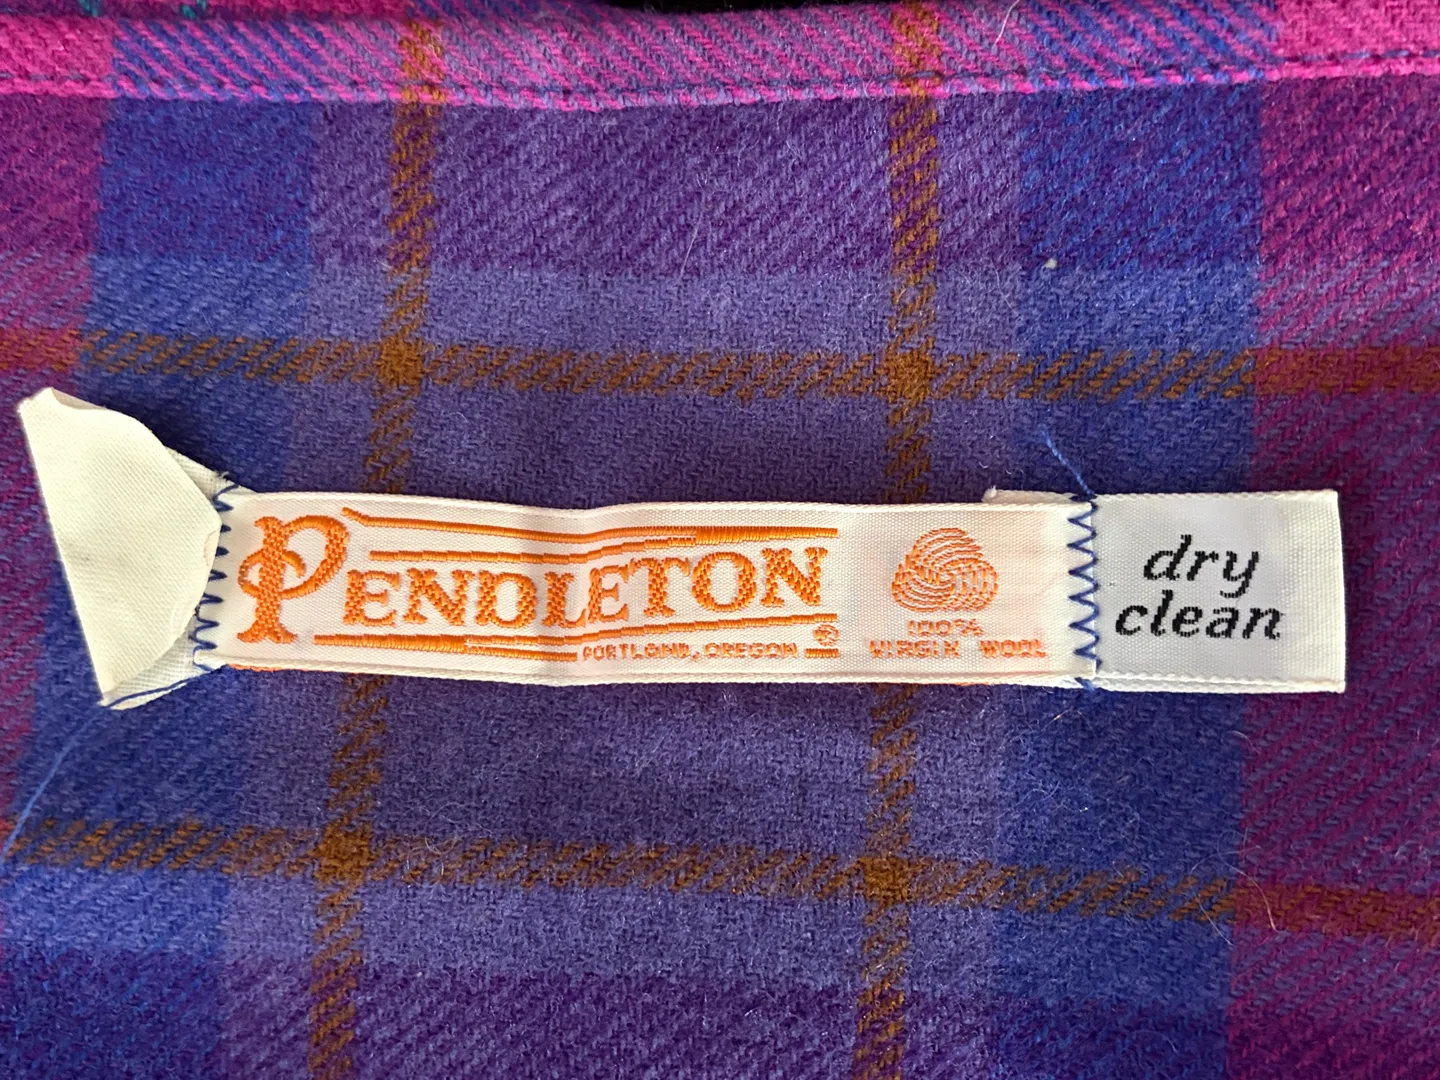 PENDLETON
®
PORTLAND, OREGON
100%
VIRGIN WOOL
dry
clean